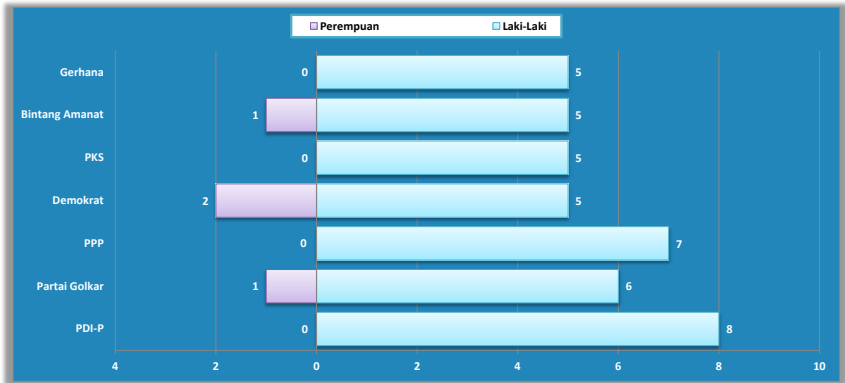 Perempuan Laki-Laki
Gerhana 0 5
Bintang Amanat 1 5
PKS 0 5
Demokrat 2 5
PPP 0 7
Partai Golkar 1 6
PDI-P 0 8
4 2 0 2 4 6 8 10